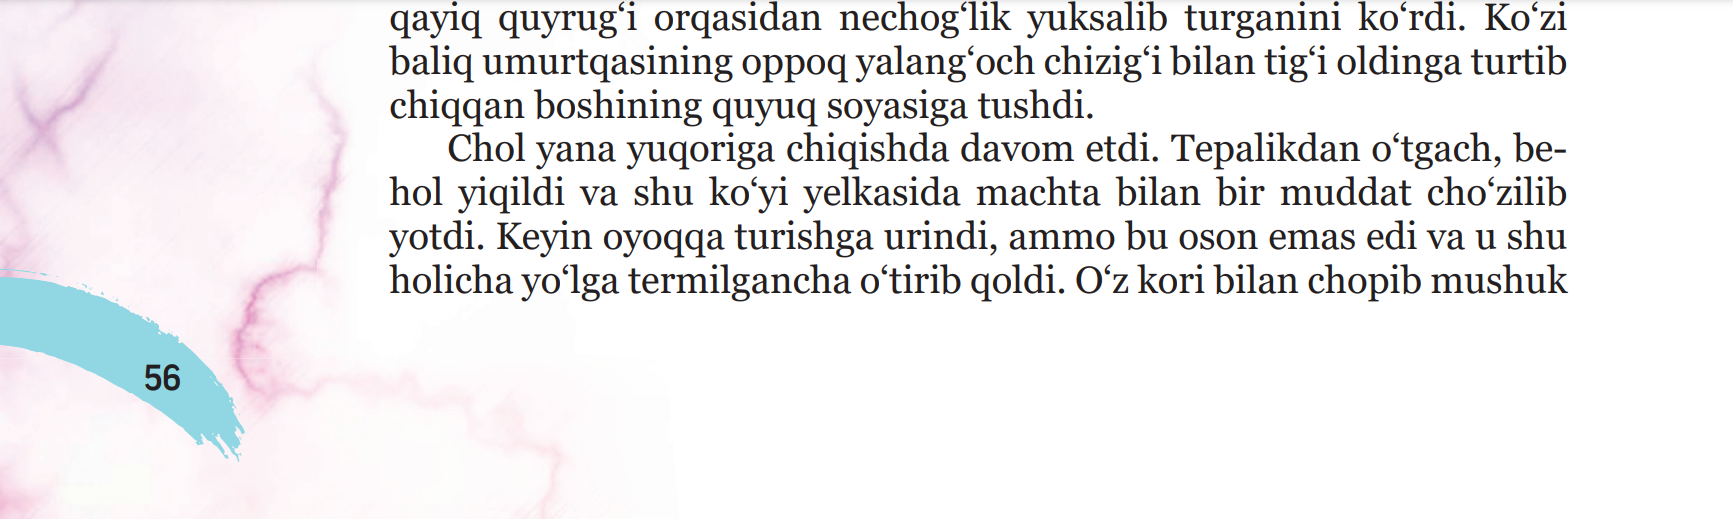 qayiq quyrug‘i orqasidan nechog‘lik yuksalib turganini ko‘rdi. Ko‘zi
baliq umurtqasining oppoq yalang‘och chizig‘i bilan tig‘i oldinga turtib
chiqqan boshining quyuq soyasiga tushdi.
Chol yana yuqoriga chiqishda davom etdi. Tepalikdan o‘tgach, be-
hol yiqildi va shu ko‘yi yelkasida machta bilan bir muddat cho‘zilib
yotdi. Keyin oyoqqa turishga urindi, ammo bu oson emas edi va u shu
holicha yo‘lga termilgancha o‘tirib qoldi. O‘z kori bilan chopib mushuk
56